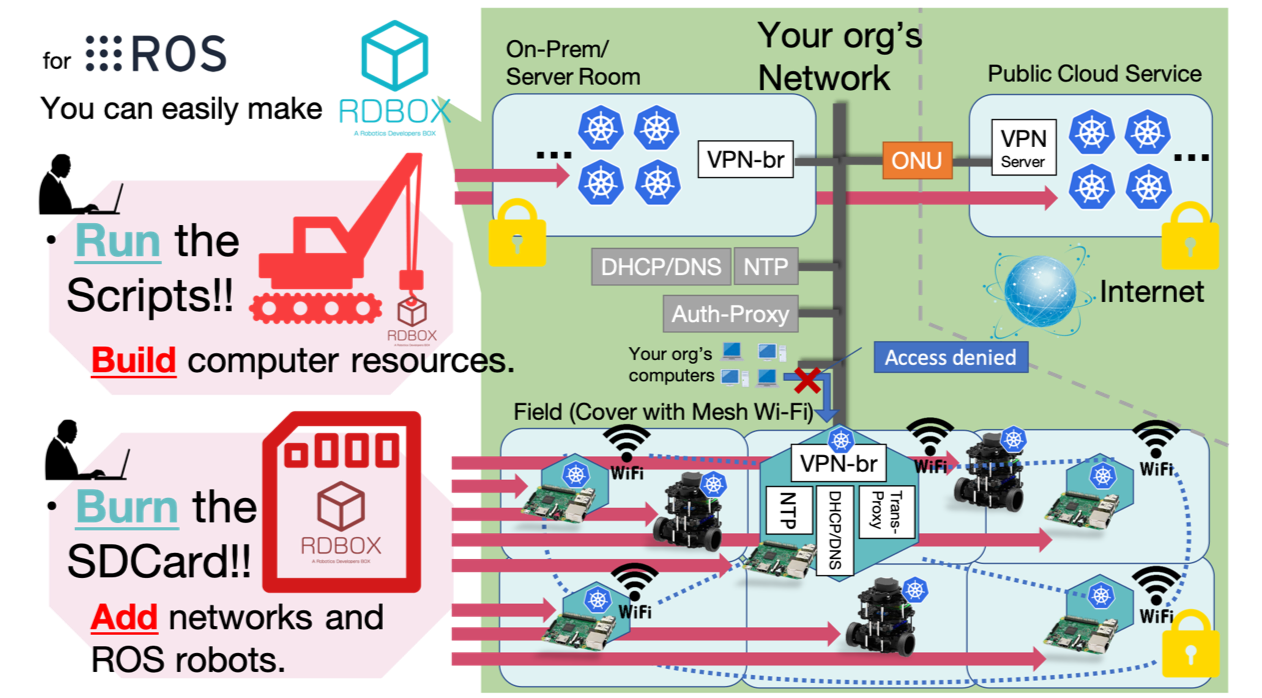 for ROS
You can easily make
RDBOX
A Robotics Developers BOX
• Run the
Scripts!!
RDBOX
A Robotics Developers BOX
Build computer resources.
• Burn the
SDCard!!
RDBOX
A Robotics Developers BOX
Add networks and
ROS robots.
Your org's
Network
On-Prem/
Server Room
...
VPN-br
ONU
Public Cloud Service
VPN
Server
...
DHCP/DNS
NTP
Auth-Proxy
Internet
Your org's
computers
Access denied
Field (Cover with Mesh Wi-Fi)
WiFi
VPN-br
NTP
DHCP/DNS
Trans-
Proxy
WiFi
WiFi
WiFi
WiFi